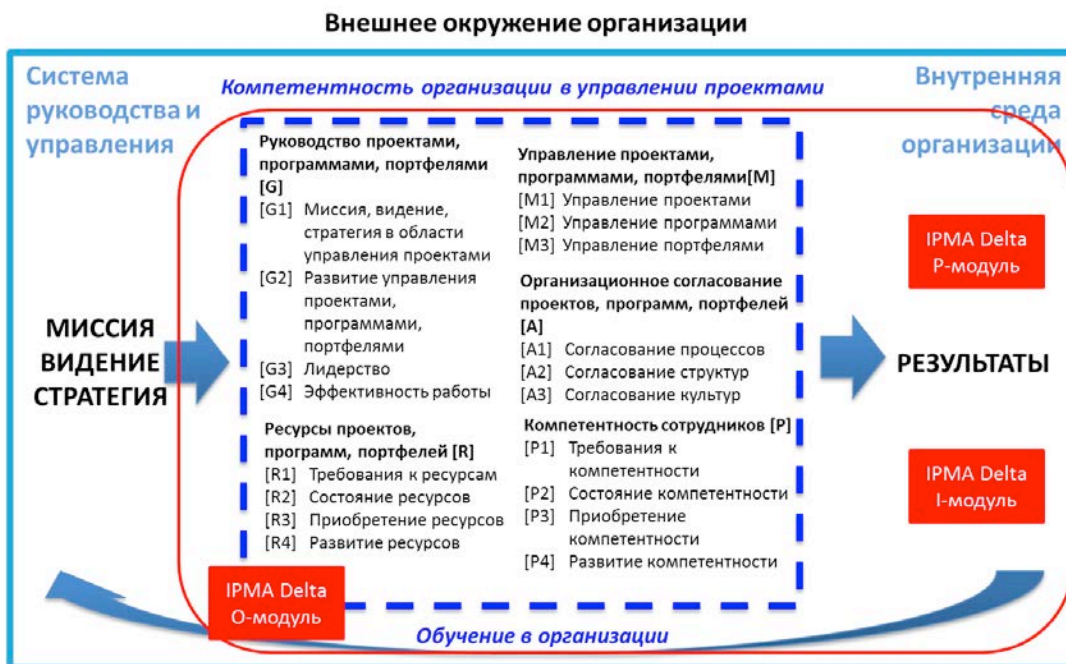 Внешнее окружение организации
Система
руководства и
управления
Компетентность организации в управлении проектами
Внутренняя
среда
организации
Руководство проектами,
программами, портфелями
[G]
[G1] Миссия, видение,
стратегия в области
управления проектами
[G2] Развитие управления
проектами,
программами,
портфелями
[G3] Лидерство
[G4] Эффективность работы
Ресурсы проектов,
программ, портфелей [R]
[R1] Требования к ресурсам
[R2] Состояние ресурсов
[R3] Приобретение ресурсов
[R4] Развитие ресурсов
Управление проектами,
программами, портфелями[M]
[M1] Управление проектами
[M2] Управление программами
[M3] Управление портфелями
Организационное согласование
проектов, программ, портфелей
[A]
[A1] Согласование процессов
[A2] Согласование структур
[A3] Согласование культур
Компетентность сотрудников [P]
[P1] Требования к
компетентности
[P2] Состояние компетентности
[P3] Приобретение
компетентности
[P4] Развитие компетентности
МИССИЯ
ВИДЕНИЕ
СТРАТЕГИЯ
РЕЗУЛЬТАТЫ
IPMA Delta
P-модуль
IPMA Delta
I-модуль
IPMA Delta
O-модуль
Обучение в организации